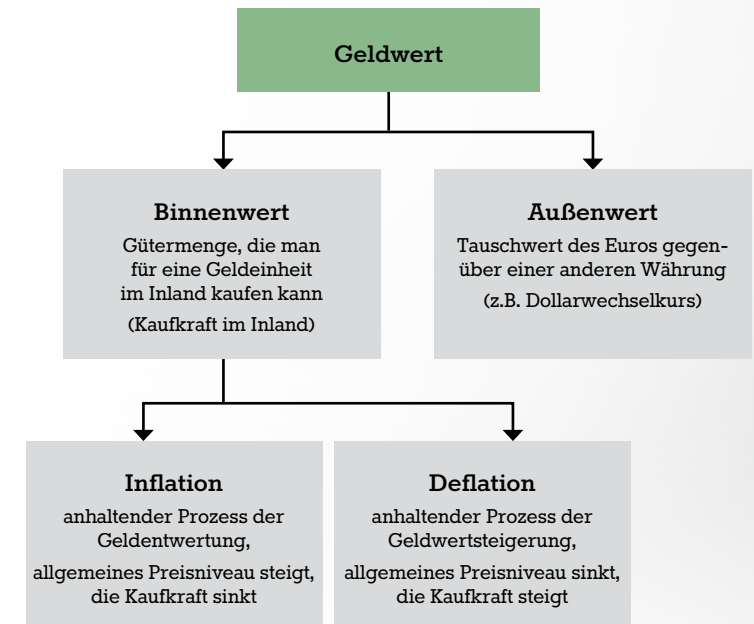 Geldwert
Binnenwert
Gütermenge, die man
für eine Geldeinheit
im Inland kaufen kann
(Kaufkraft im Inland)
Außenwert
Tauschwert des Euros gegen-
über einer anderen Währung
(z.B. Dollarwechselkurs)
Inflation
anhaltender Prozess der
Geldentwertung,
allgemeines Preisniveau steigt,
die Kaufkraft sinkt
Deflation
anhaltender Prozess der
Geldwertsteigerung,
allgemeines Preisniveau sinkt,
die Kaufkraft steigt